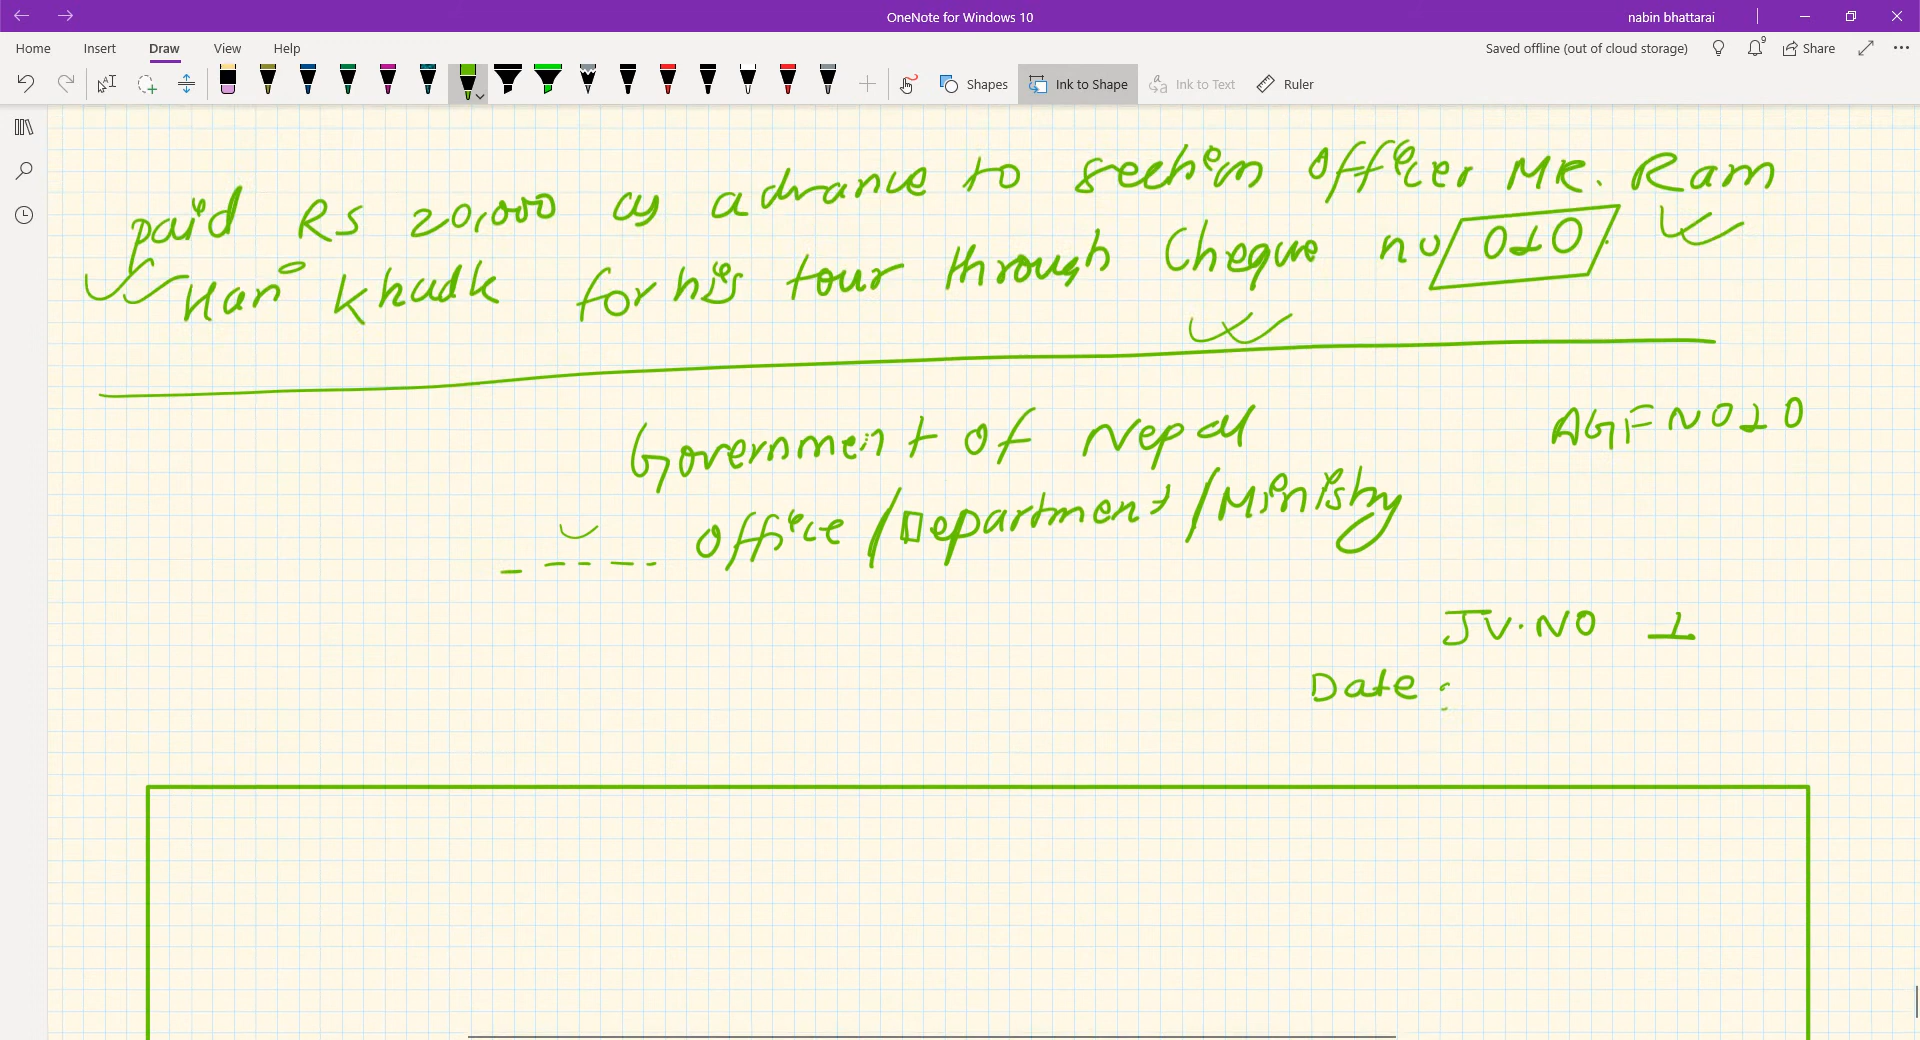 OneNote for Windows 10
nabin bhattarai
Home Insert Draw View Help
Saved offline (out of cloud storage)
9
Share
Shapes
Ink to Shape
Ink to Text
Ruler
paid Rs 20,000 as advance to officer MR. Ram
Hari khadk for his tour through Cheque no 010
Government of Nepal
AGF NO 10
----- office/Department/Ministry
JV. NO 1
Date :